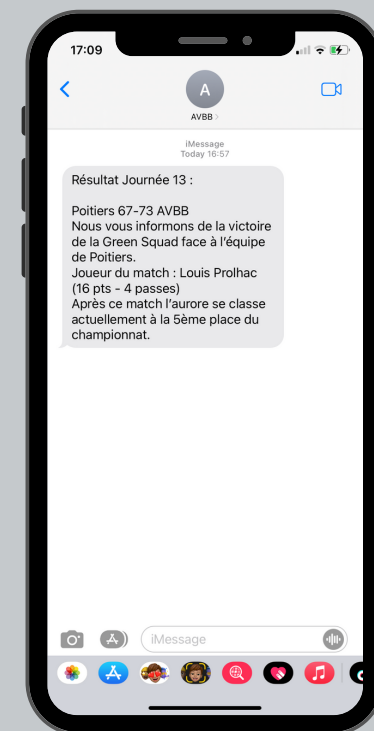 17:09
A
AVBB
iMessage
Today 16:57
Résultat Journée 13 :
Poitiers 67-73 AVBB
Nous vous informons de la victoire
de la Green Squad face à l'équipe
de Poitiers.
Joueur du match : Louis Prolhac
(16 pts - 4 passes)
Après ce match l'aurore se classe
actuellement à la 5ème place du
championnat.
iMessage